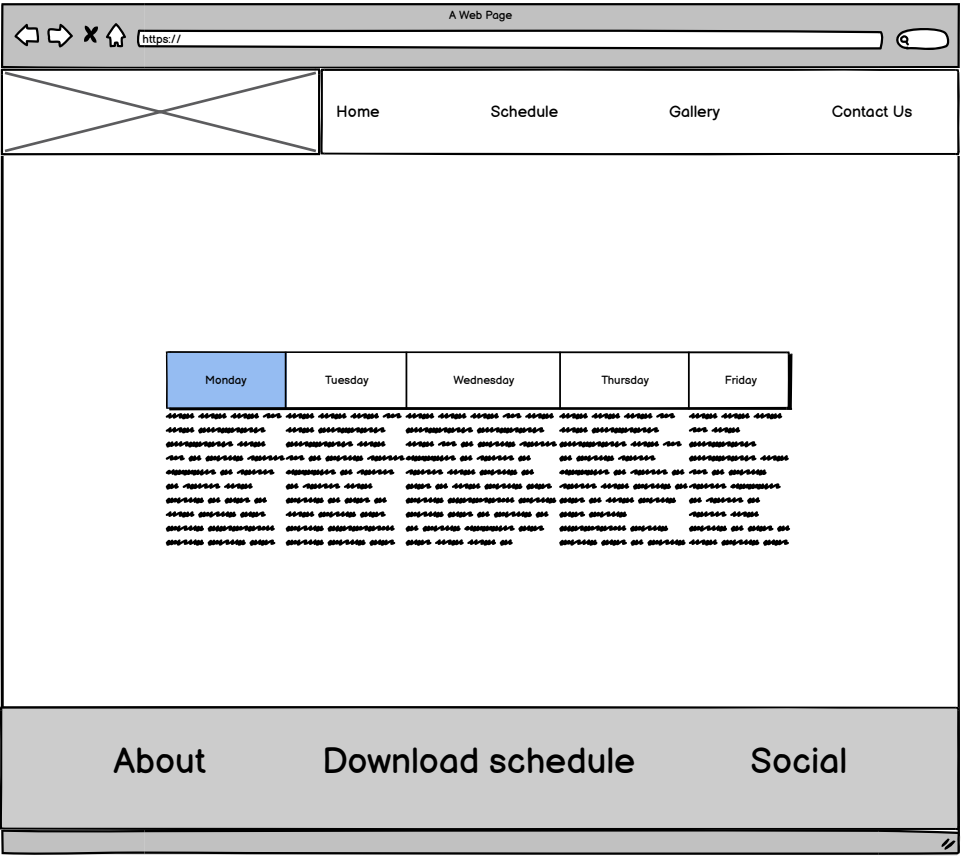 A Web Page
https://
Home Schedule Gallery Contact Us
Monday Tuesday Wednesday Thursday Friday
About Download schedule Social